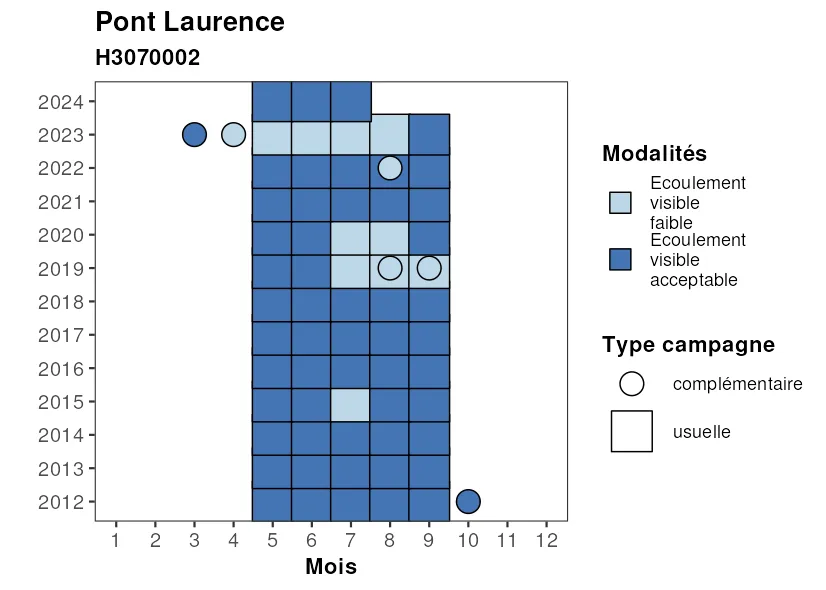 Pont Laurence
H3070002
2024
2023
2022
2021
2020
2019
2018
2017
2016
2015
2014
2013
2012
1 2 3 4 5 6 7 8 9 10 11 12
Mois
Modalités
Ecoulement
visible
faible
Ecoulement
visible
acceptable
Type campagne
complémentaire
usuelle